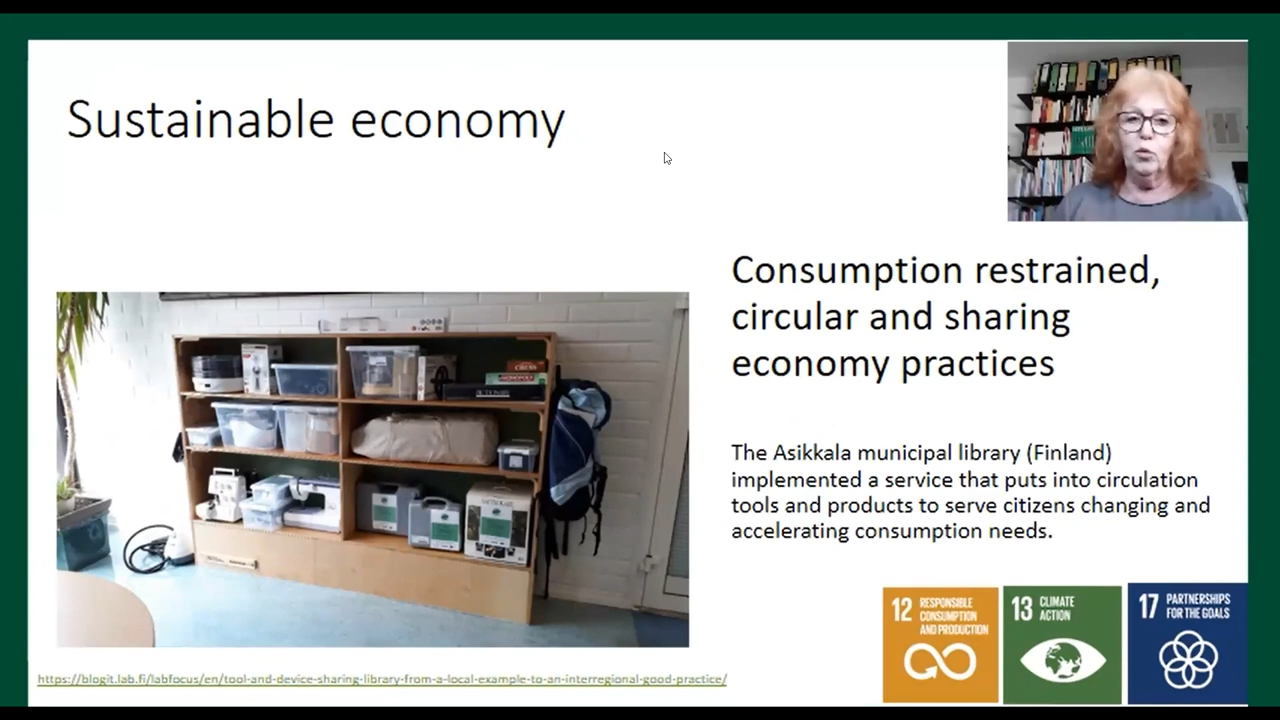 Sustainable economy
Consumption restrained,
circular and sharing
economy practices
The Asikkala municipal library (Finland)
implemented a service that puts into circulation
tools and products to serve citizens changing and
accelerating consumption needs.
12 RESPONSIBLE
CONSUMPTION
AND PRODUCTION
13 CLIMATE
ACTION
17 PARTNERSHIPS
FOR THE GOALS
https://blogit.lab.fi/labfocus/en/tool-and-device-sharing-library-from-a-local-example-to-an-interregional-good-practice/